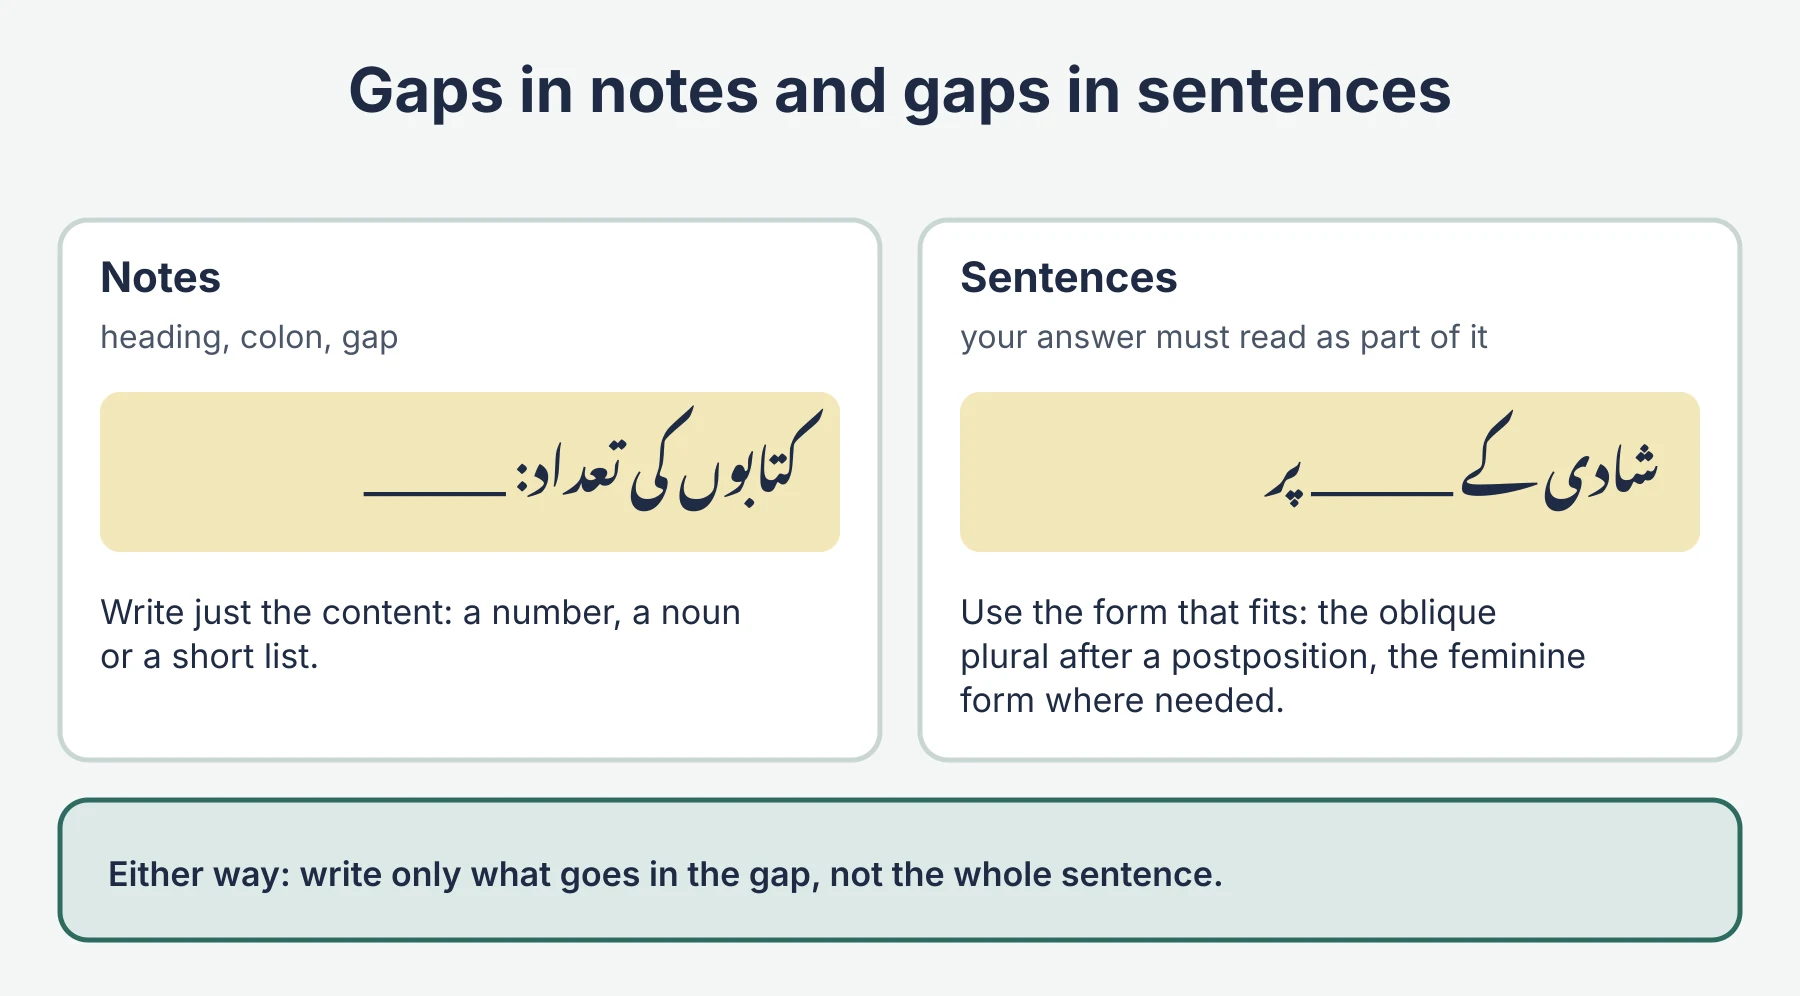 Gaps in notes and gaps in sentences
Notes
heading, colon, gap
کتابوں کی تعداد: ______
Write just the content: a number, a noun
or a short list.
Sentences
your answer must read as part of it
شادی کے ______ پر
Use the form that fits: the oblique
plural after a postposition, the feminine
form where needed.
Either way: write only what goes in the gap, not the whole sentence.